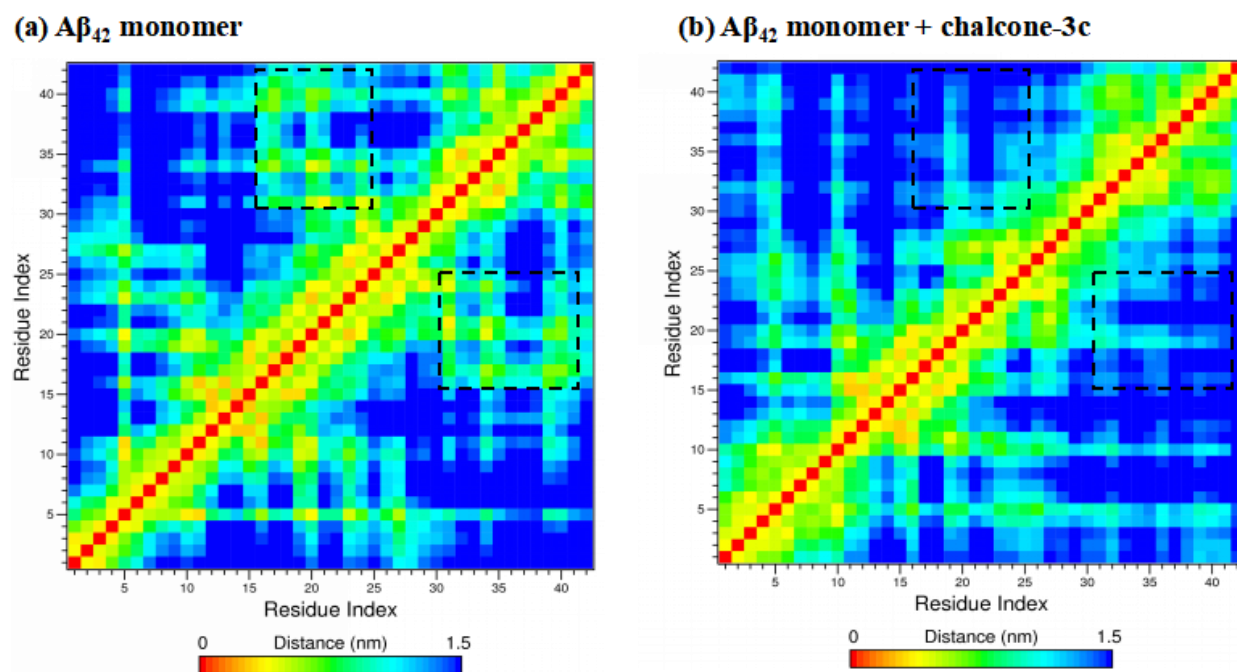 (a) Aβ₄₂ monomer
40
35
30
25
20
15
10
5
Residue Index
5 10 15 20 25 30 35 40
Residue Index
0 Distance (nm) 1.5
(b) Aβ₄₂ monomer + chalcone-3c
40
35
30
25
20
15
10
5
Residue Index
5 10 15 20 25 30 35 40
Residue Index
0 Distance (nm) 1.5